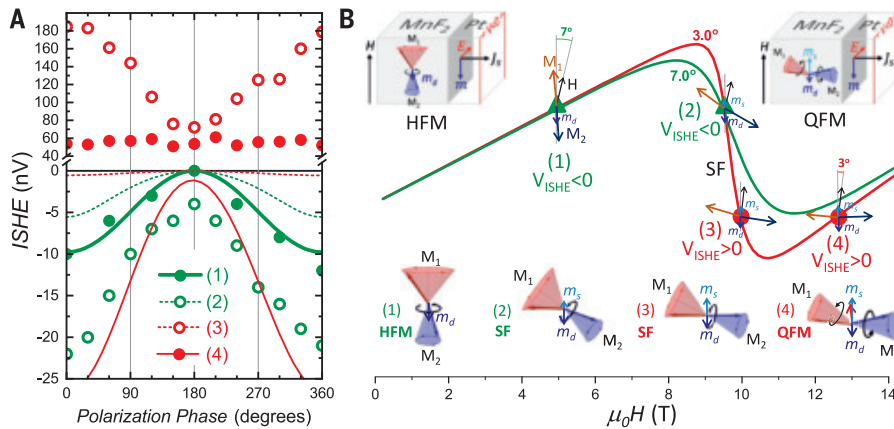 A
180
160
140
120
100
80
60
40
0
-5
-10
-15
-20
-25
ISHE (nV)
(1)
(2)
(3)
(4)
0 90 180 270 360
Polarization Phase (degrees)
B
MnF2 Pt
H
M1
md
M2
E
Js
m
HFM
7°
M1
H
md
M2
(1)
VISHE<0
3.0°
7.0°
(2)
VISHE<0
ms
md
SF
MnF2 Pt
H
E
ms
M1
md
M2
Js
m
QFM
3°
ms
md
(3)
VISHE>0
ms
md
(4)
VISHE>0
M1
(1)
HFM
md
M2
M1
ms
(2)
SF
md
M2
M1
ms
(3)
SF
md
M2
(4)
QFM
M1
ms
md
M2
0 2 4 6 8 10 12 14
μ0H (T)